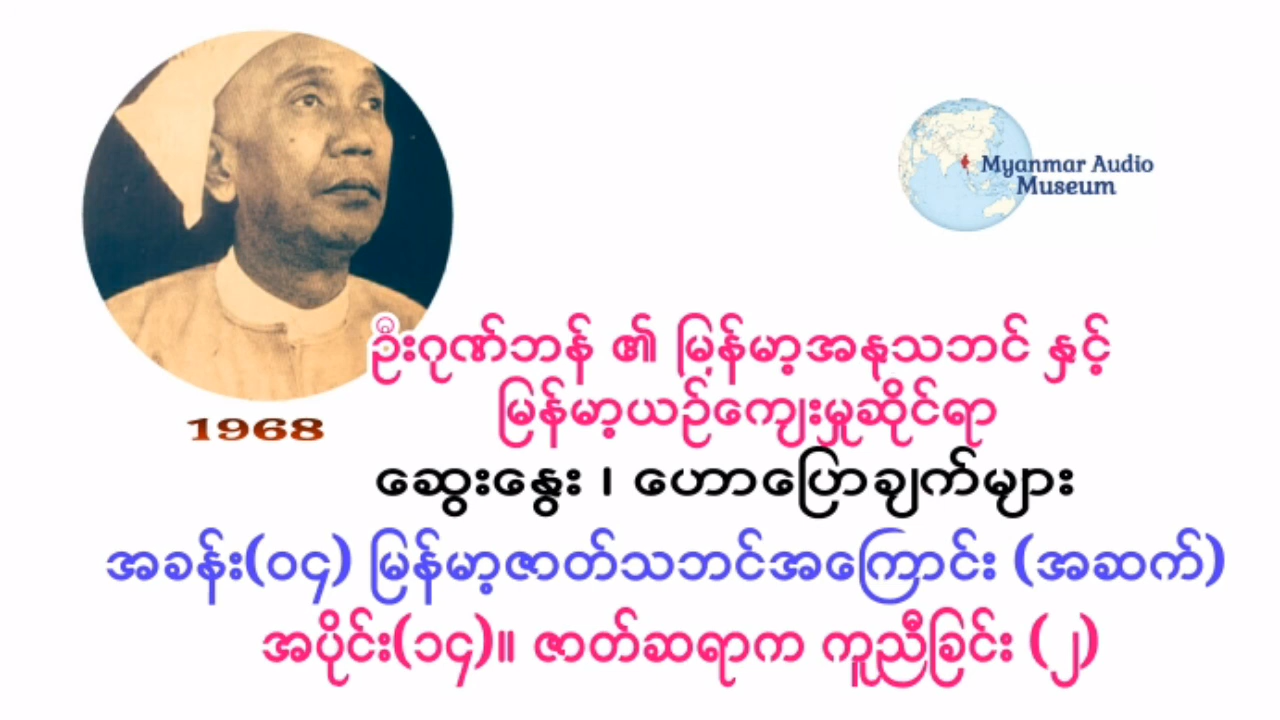 Myanmar Audio
Museum
ဦးဂုဏ်ဘန် ၏ မြန်မာ့အနုသဘင် နှင့်
1968
မြန်မာ့ယဉ်ကျေးမှုဆိုင်ရာ
ဆွေးနွေး ၊ ဟောပြောချက်များ
အခန်း(၀၄) မြန်မာ့ဇာတ်သဘင်အကြောင်း (အဆက်)
အပိုင်း(၁၄)။ ဇာတ်ဆရာက ကူညီခြင်း (၂)